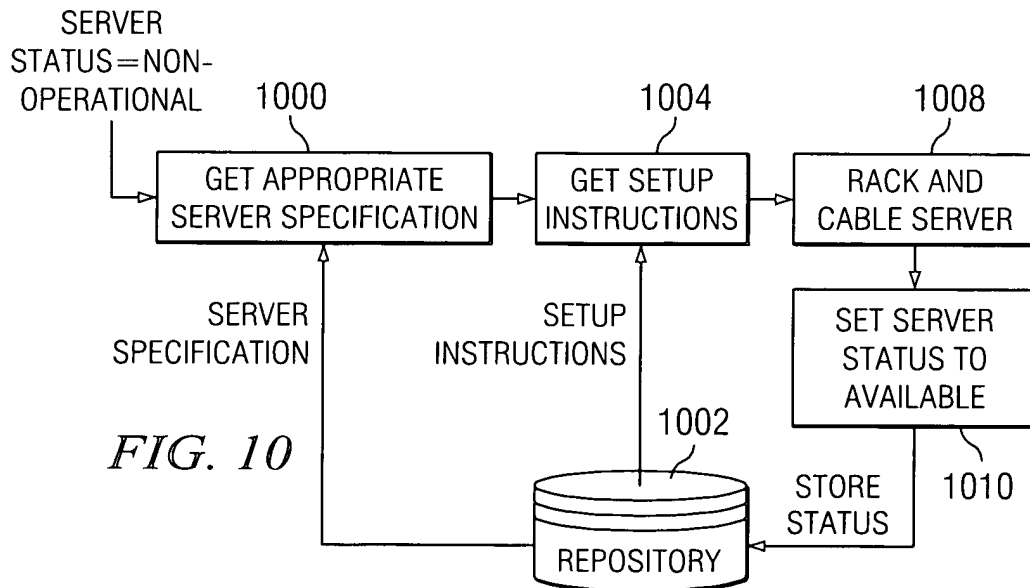 SERVER
STATUS=NON-
OPERATIONAL
1000
1004
1008
GET APPROPRIATE
SERVER SPECIFICATION
GET SETUP
INSTRUCTIONS
RACK AND
CABLE SERVER
SERVER
SPECIFICATION
SETUP
INSTRUCTIONS
SET SERVER
STATUS TO
AVAILABLE
FIG. 10
1002
1010
STORE
STATUS
REPOSITORY